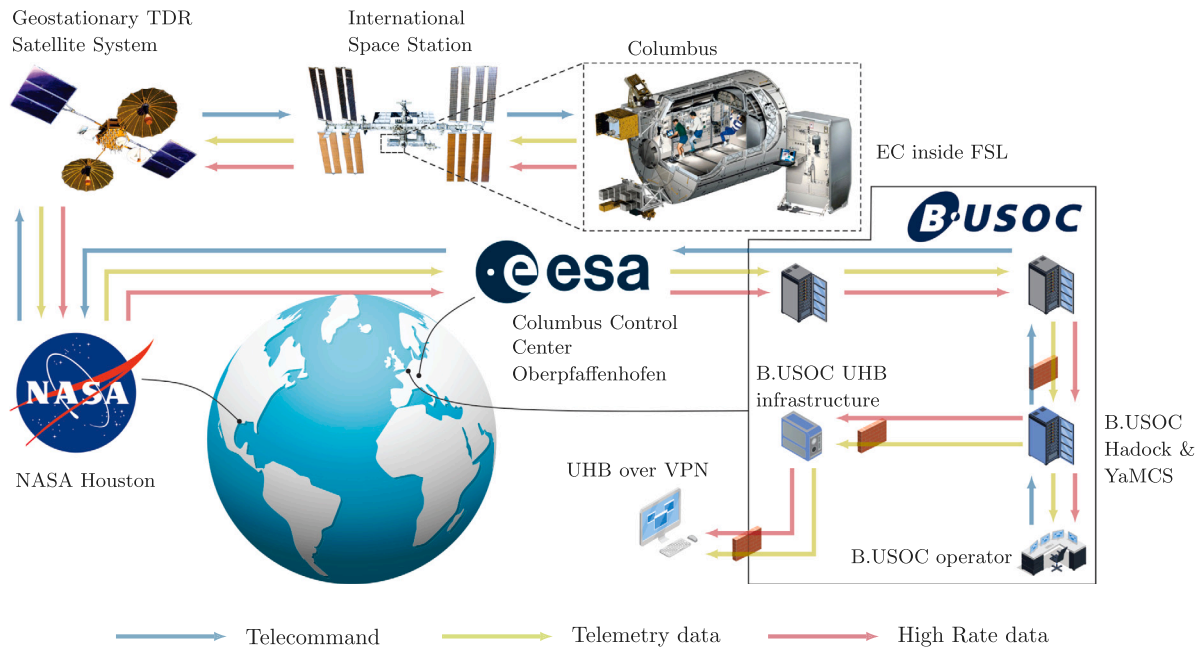 Geostationary TDR
Satellite System
International
Space Station
Columbus
EC inside FSL
B.USOC
esa
Columbus Control
Center
Oberpfaffenhofen
NASA
NASA Houston
B.USOC UHB
infrastructure
B.USOC
Hadock &
YaMCS
UHB over VPN
B.USOC operator
Telecommand
Telemetry data
High Rate data